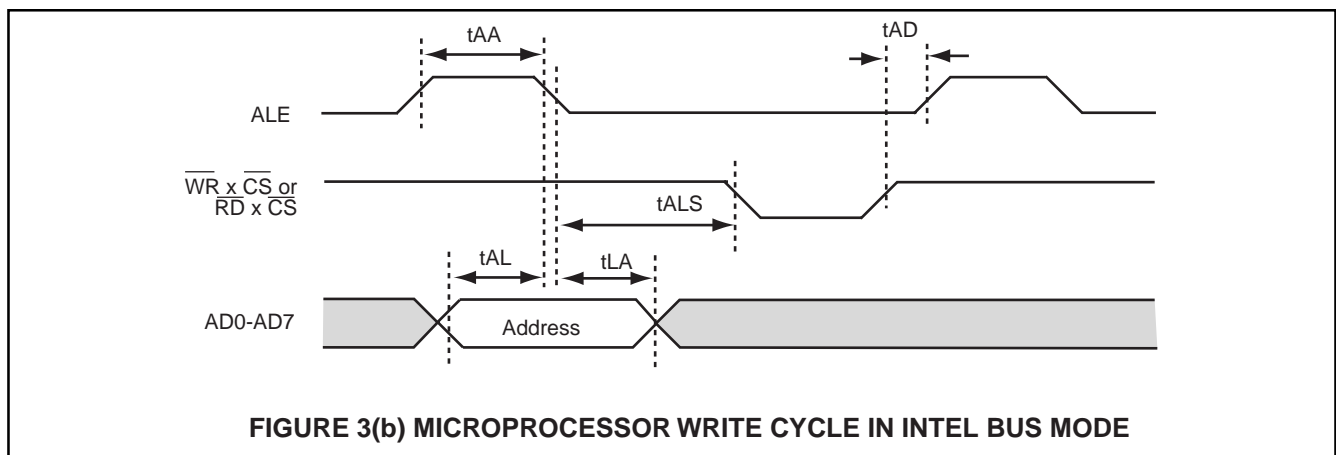 tAA
tAD
ALE
WR x CS or
RD x CS
tALS
tAL
tLA
AD0-AD7
Address
FIGURE 3(b) MICROPROCESSOR WRITE CYCLE IN INTEL BUS MODE